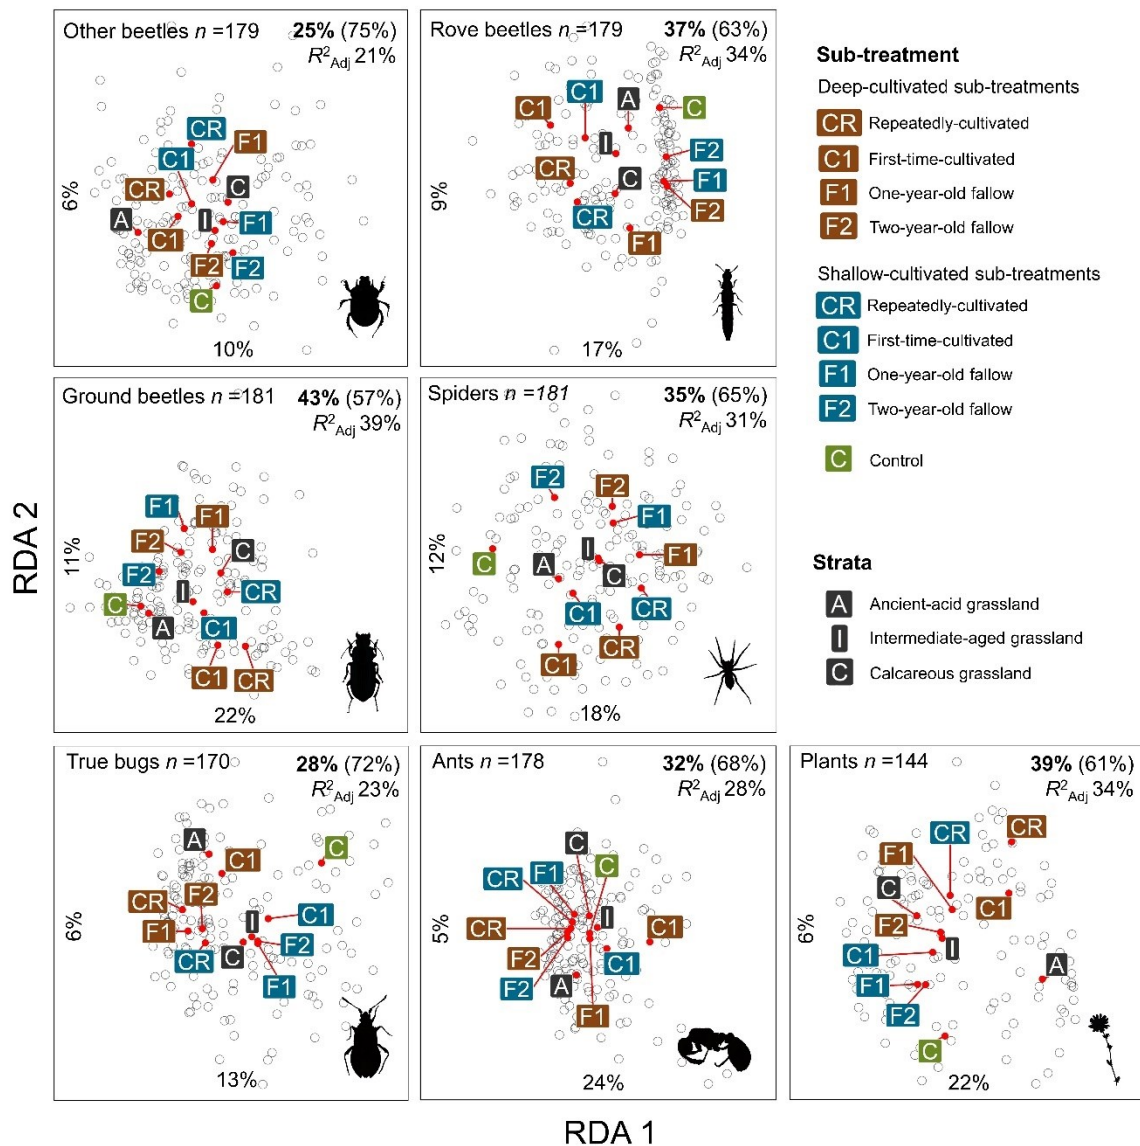 Other beetles n =179
25% (75%)
R²Adj 21%
CR
F1
C1
C
CR
A
I
F1
C1
F2
F2
C
6%
10%
Rove beetles n =179
37% (63%)
R²Adj 34%
C1
C1
A
C
I
F2
CR
C
F1
CR
F2
F1
9%
17%
Sub-treatment
Deep-cultivated sub-treatments
CR Repeatedly-cultivated
C1 First-time-cultivated
F1 One-year-old fallow
F2 Two-year-old fallow
Shallow-cultivated sub-treatments
CR Repeatedly-cultivated
C1 First-time-cultivated
F1 One-year-old fallow
F2 Two-year-old fallow
C Control
Strata
A Ancient-acid grassland
I Intermediate-aged grassland
C Calcareous grassland
Ground beetles n =181
43% (57%)
R²Adj 39%
F1
F1
F2
C
F2
I
CR
C
A
C1
C1
CR
11%
22%
Spiders n =181
35% (65%)
R²Adj 31%
F2
F2
F1
I
F1
C
A
C
C1
CR
C1
CR
12%
18%
True bugs n =170
28% (72%)
R²Adj 23%
A
C
C1
F2
CR
I
C1
F1
CR
C
F2
F1
6%
13%
Ants n =178
32% (68%)
R²Adj 28%
C
C
F1
CR
I
CR
C1
F2
C1
F2
A
F1
5%
24%
Plants n =144
39% (61%)
R²Adj 34%
CR
CR
F1
C
C1
F2
I
C1
A
F1
F2
C
6%
22%
RDA 2
RDA 1